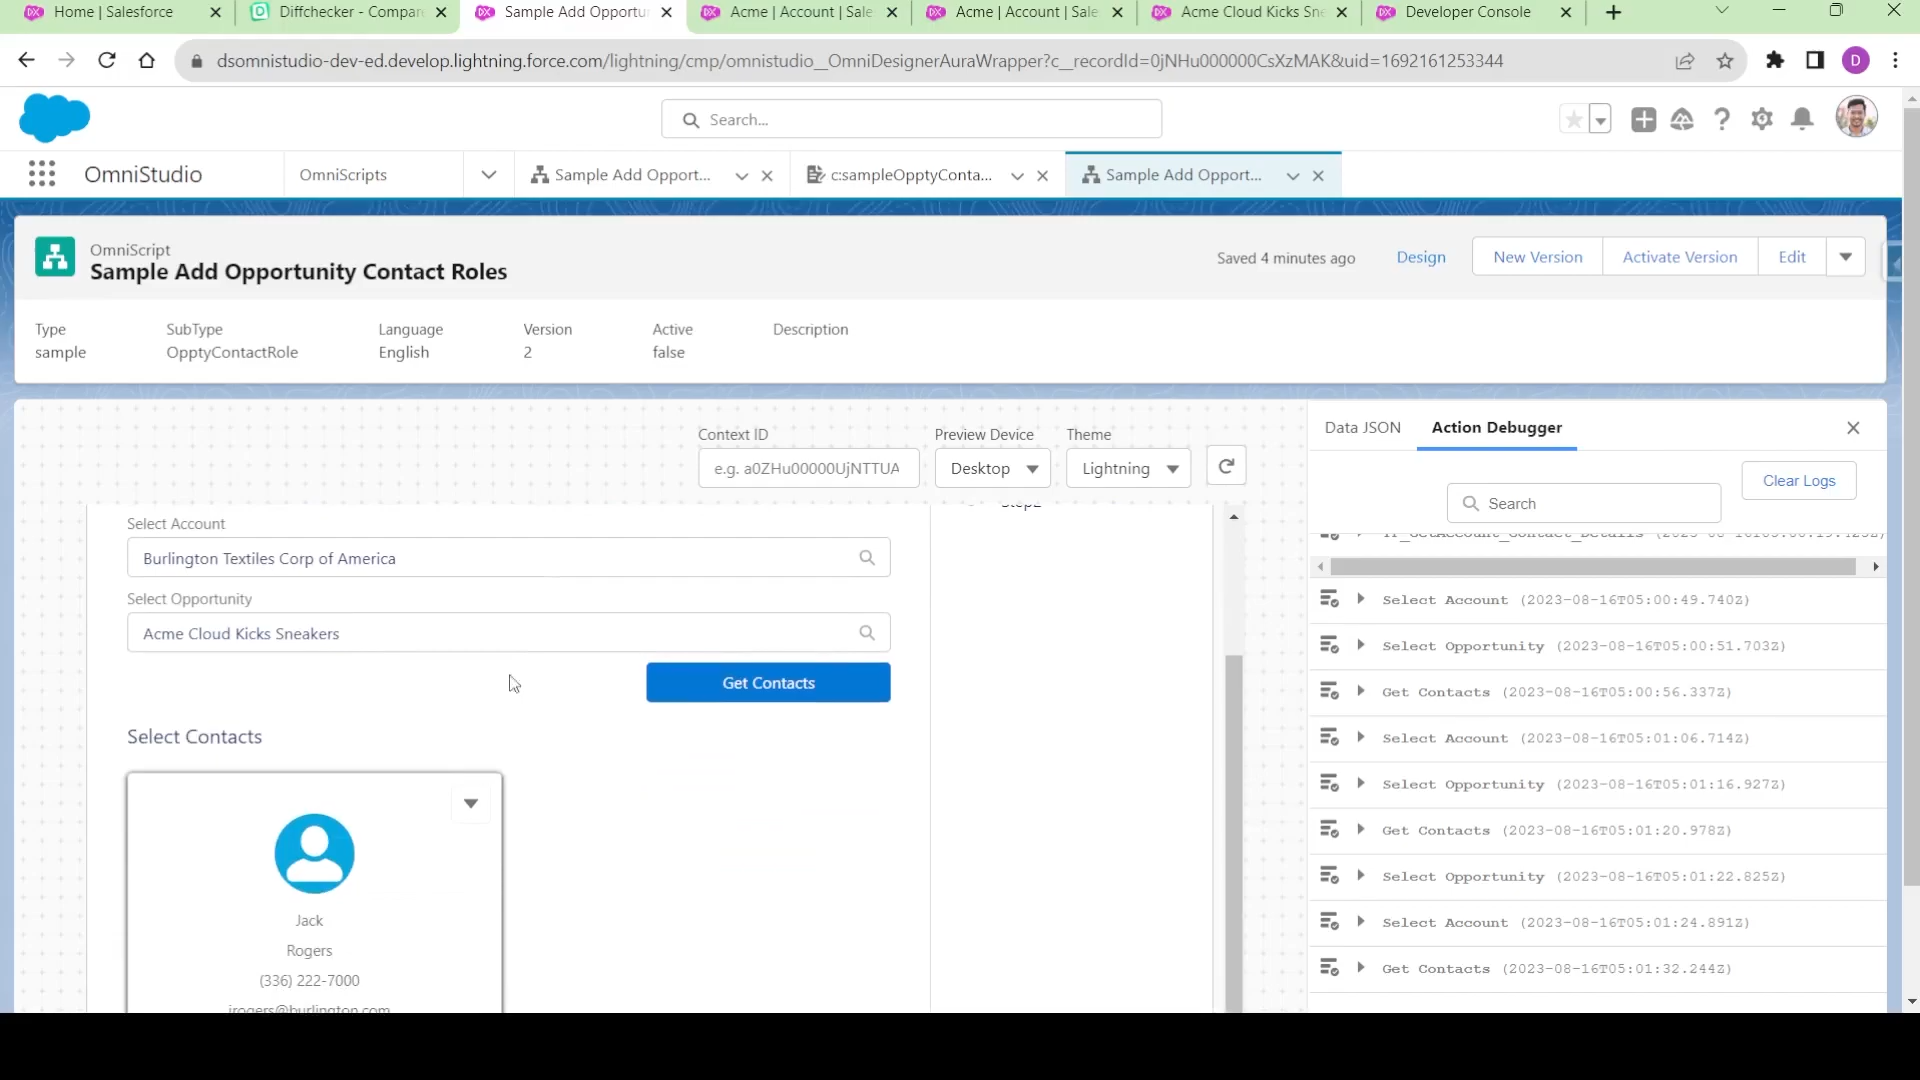 Home | Salesforce
Diffchecker - Compar
Sample Add Opportu
Acme | Account | Sale
Acme | Account | Sale
Acme Cloud Kicks Sne
Developer Console
dsomnistudio-dev-ed.develop.lightning.force.com/lightning/cmp/omnistudio__OmniDesignerAuraWrapper?c__recordId=0jNHu000000CsXzMAK&uid=1692161253344
D
Search...
OmniStudio
OmniScripts
Sample Add Opport...
c:sampleOpptyConta...
Sample Add Opport...
OmniScript
Sample Add Opportunity Contact Roles
Saved 4 minutes ago
Design
New Version
Activate Version
Edit
Type
SubType
Language
Version
Active
Description
sample
OpptyContactRole
English
2
false
Context ID
Preview Device
Theme
e.g. a0ZHu00000UjNTTUA
Desktop
Lightning
Data JSON
Action Debugger
Clear Logs
Search
Select Account
Burlington Textiles Corp of America
Select Opportunity
Acme Cloud Kicks Sneakers
Get Contacts
Select Contacts
Jack
Rogers
(336) 222-7000
jrogers@burlington.com
Step2
Select Account (2023-08-16T05:00:49.740Z)
Select Opportunity (2023-08-16T05:00:51.703Z)
Get Contacts (2023-08-16T05:00:56.337Z)
Select Account (2023-08-16T05:01:06.714Z)
Select Opportunity (2023-08-16T05:01:16.927Z)
Get Contacts (2023-08-16T05:01:20.978Z)
Select Opportunity (2023-08-16T05:01:22.825Z)
Select Account (2023-08-16T05:01:24.891Z)
Get Contacts (2023-08-16T05:01:32.244Z)